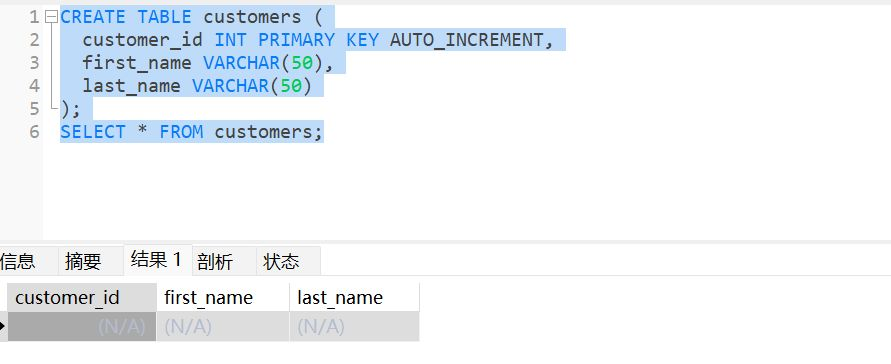 1 CREATE TABLE customers (
2 customer_id INT PRIMARY KEY AUTO_INCREMENT,
3 first_name VARCHAR(50),
4 last_name VARCHAR(50)
5 );
6 SELECT * FROM customers;
信息 摘要 结果 1 剖析 状态
customer_id first_name last_name
(N/A) (N/A) (N/A)